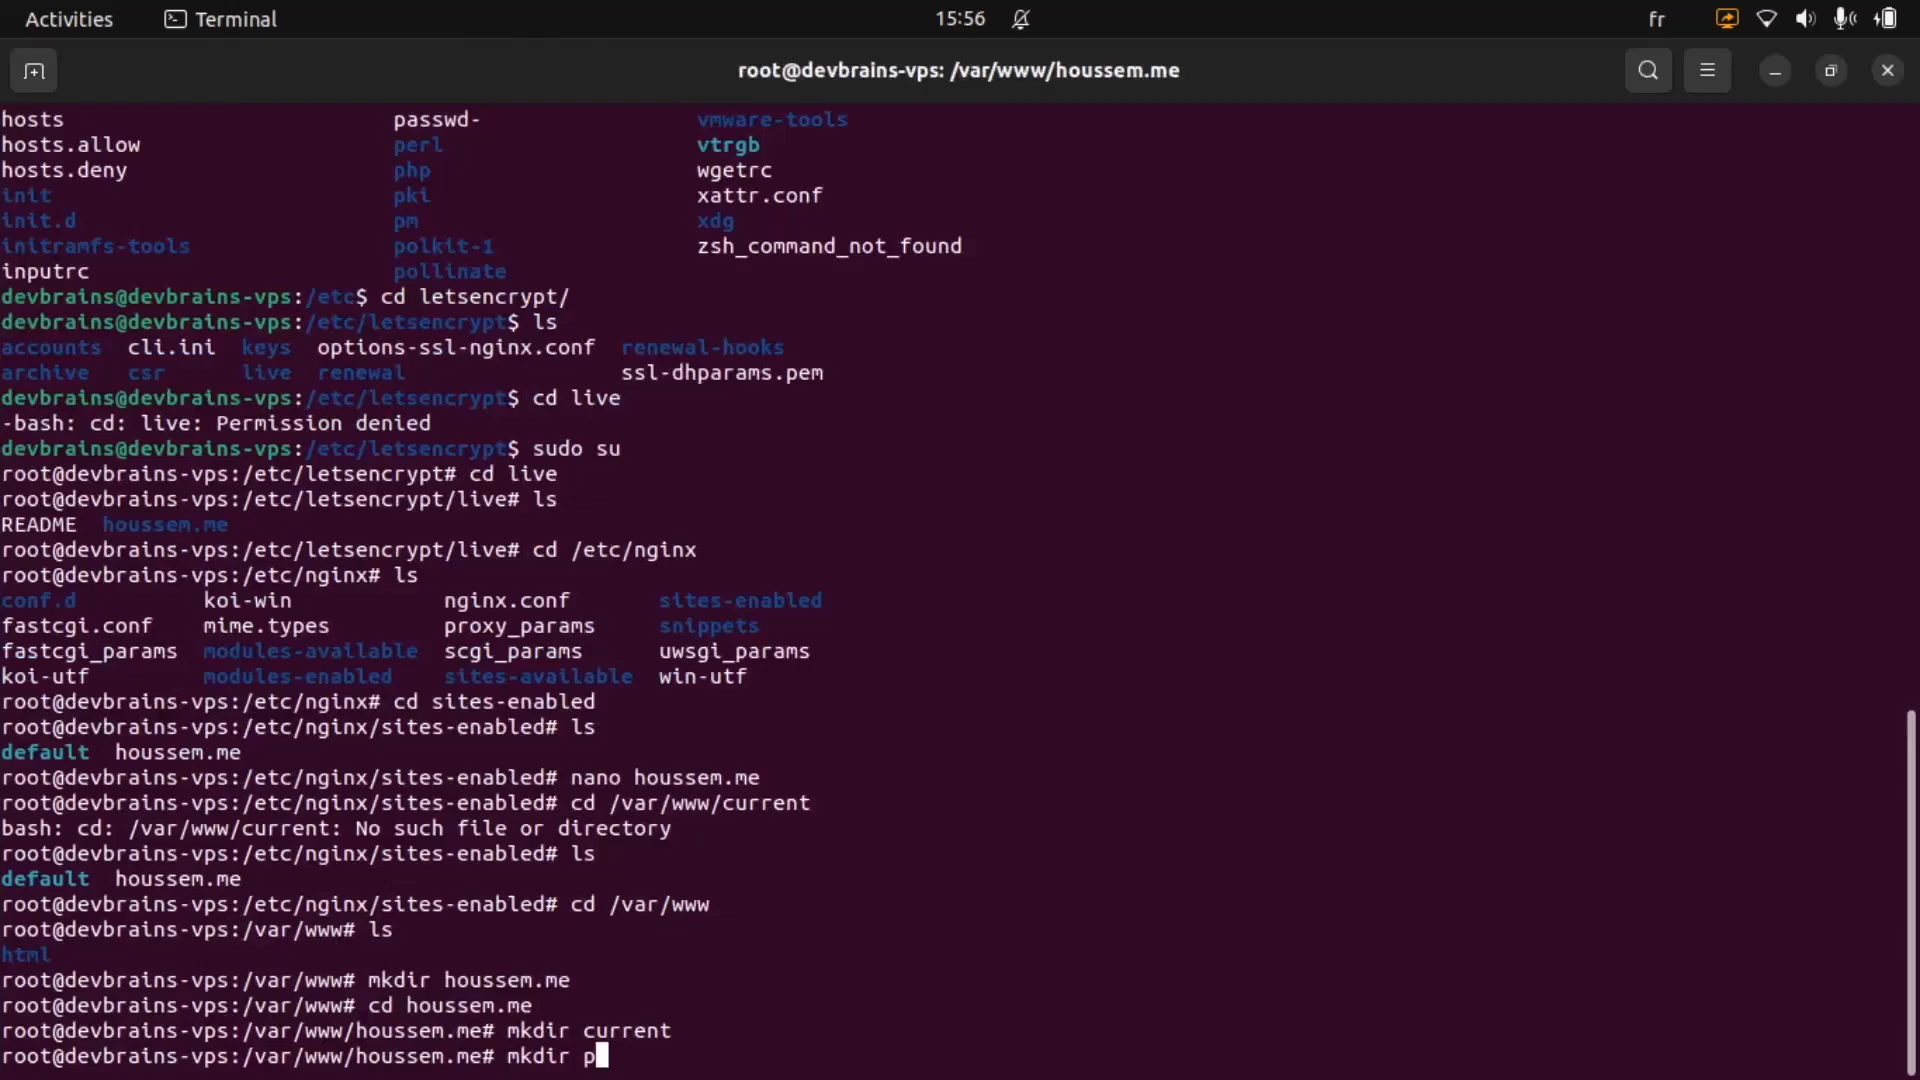 Activities Terminal 15:56 fr
root@devbrains-vps: /var/www/houssem.me
hosts passwd- vmware-tools
hosts.allow perl vtrgb
hosts.deny php wgetrc
init pki xattr.conf
init.d pm xdg
initramfs-tools polkit-1 zsh_command_not_found
inputrc pollinate
devbrains@devbrains-vps:/etc$ cd letsencrypt/
devbrains@devbrains-vps:/etc/letsencrypt$ ls
accounts cli.ini keys options-ssl-nginx.conf renewal-hooks
archive csr live renewal ssl-dhparams.pem
devbrains@devbrains-vps:/etc/letsencrypt$ cd live
-bash: cd: live: Permission denied
devbrains@devbrains-vps:/etc/letsencrypt$ sudo su
root@devbrains-vps:/etc/letsencrypt# cd live
root@devbrains-vps:/etc/letsencrypt/live# ls
README houssem.me
root@devbrains-vps:/etc/letsencrypt/live# cd /etc/nginx
root@devbrains-vps:/etc/nginx# ls
conf.d koi-win nginx.conf sites-enabled
fastcgi.conf mime.types proxy_params snippets
fastcgi_params modules-available scgi_params uwsgi_params
koi-utf modules-enabled sites-available win-utf
root@devbrains-vps:/etc/nginx# cd sites-enabled
root@devbrains-vps:/etc/nginx/sites-enabled# ls
default houssem.me
root@devbrains-vps:/etc/nginx/sites-enabled# nano houssem.me
root@devbrains-vps:/etc/nginx/sites-enabled# cd /var/www/current
bash: cd: /var/www/current: No such file or directory
root@devbrains-vps:/etc/nginx/sites-enabled# ls
default houssem.me
root@devbrains-vps:/etc/nginx/sites-enabled# cd /var/www
root@devbrains-vps:/var/www# ls
html
root@devbrains-vps:/var/www# mkdir houssem.me
root@devbrains-vps:/var/www# cd houssem.me
root@devbrains-vps:/var/www/houssem.me# mkdir current
root@devbrains-vps:/var/www/houssem.me# mkdir p